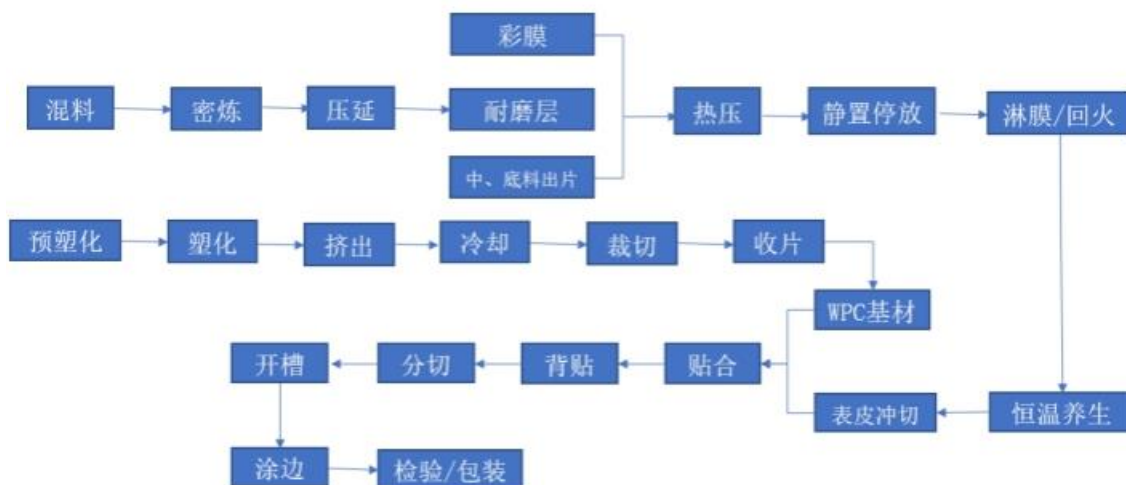 彩膜
混料
密炼
压延
耐磨层
热压
静置停放
淋膜/回火
中、底料出片
预塑化
塑化
挤出
冷却
裁切
收片
WPC基材
开槽
分切
背贴
贴合
表皮冲切
恒温养生
涂边
检验/包装